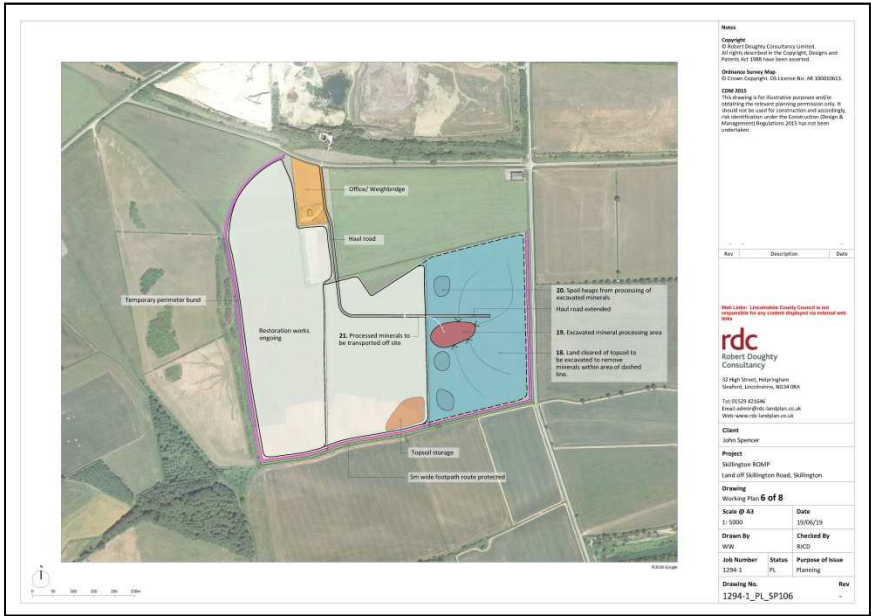 Office/ Weighbridge
Haul road
Temporary perimeter bund
Restoration works
ongoing
21. Processed minerals to
be transported off site
20. Spoil heaps from processing of
excavated minerals
Haul road extended
19. Excavated mineral processing area
18. Land cleared of topsoil to
be excavated to remove
minerals within area of dashed
line.
Topsoil storage
5m wide footpath route protected
N
0 50 100 150 200 250m
©2018 Google
Notes
Copyright
© Robert Doughty Consultancy Limited.
All rights described in the Copyright, Designs and
Patents Act 1988 have been asserted.
Ordnance Survey Map
© Crown Copyright. OS Licence No: AR 100010613.
CDM 2015
This drawing is for illustrative purposes and/or
obtaining the relevant planning permission only. It
should not be used for construction and accordingly,
risk identification under the Construction (Design &
Management) Regulations 2015 has not been
undertaken.
Rev Description Date
Web Links: Lincolnshire County Council is not
responsible for any content displayed via external web
links
rdc
Robert Doughty
Consultancy
32 High Street, Helpringham
Sleaford, Lincolnshire, NG34 0RA
Tel: 01529 421646
Email: admin@rdc-landplan.co.uk
Web: www.rdc-landplan.co.uk
Client
John Spencer
Project
Skillington ROMP
Land off Skillington Road, Skillington
Drawing
Working Plan 6 of 8
Scale @ A3 Date
1: 5000 19/06/19
Drawn By Checked By
WW RJCD
Job Number Status Purpose of Issue
1294-1 PL Planning
Drawing No. Rev
1294-1_PL_SP106 -